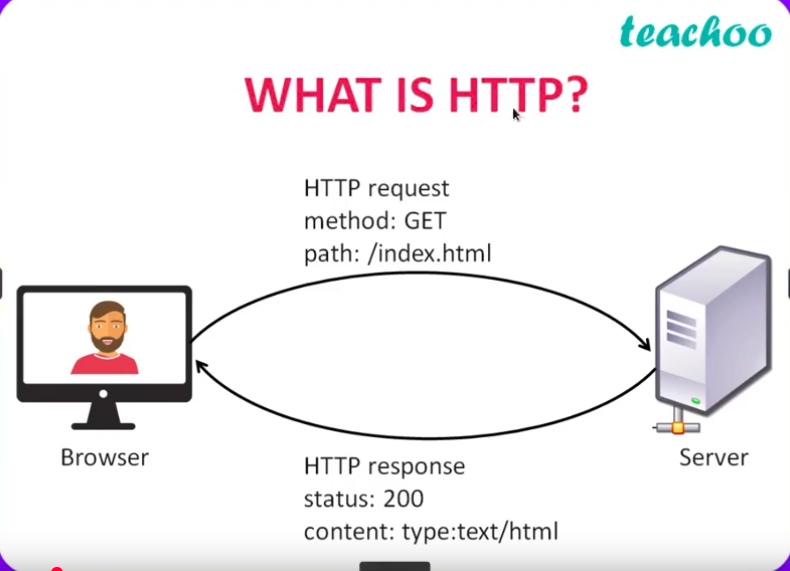 teachoo
WHAT IS HTTP?
HTTP request
method: GET
path: /index.html
Browser
Server
HTTP response
status: 200
content: type:text/html